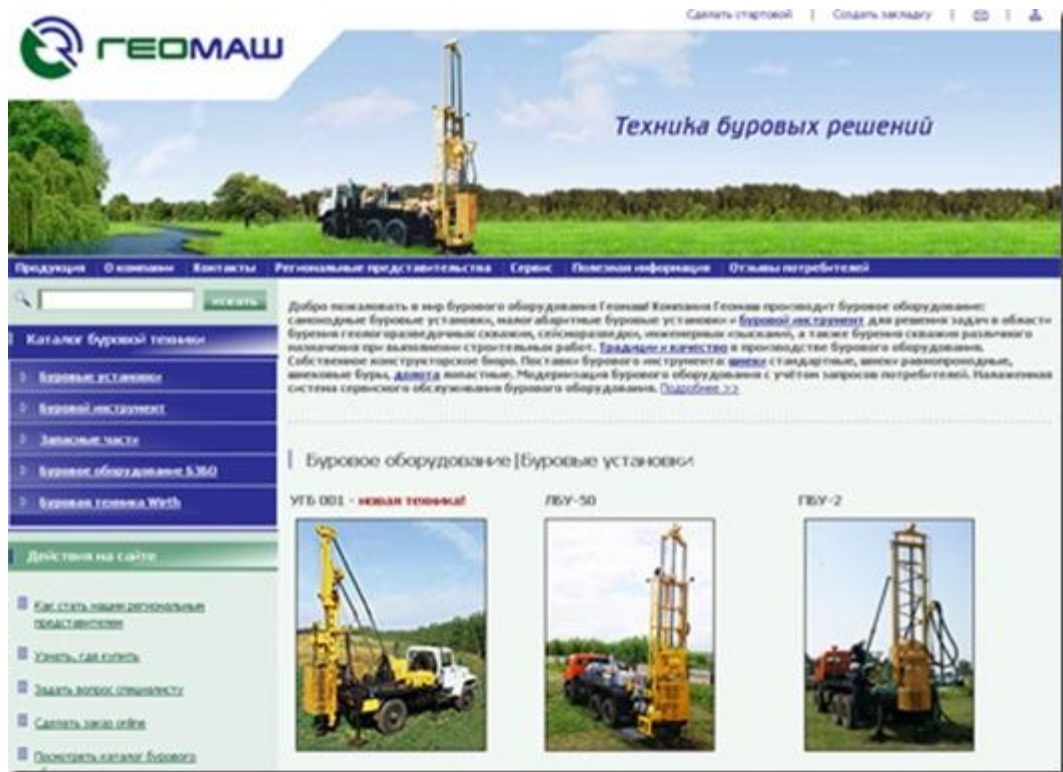 Сделать стартовой | Создать закладку
ГЕОМАШ
Техника буровых решений
Продукция О компании Контакты Региональные представительства Сервис Полезная информация Отзывы потребителей
искать
Добро пожаловать в мир бурового оборудования Геомаш! Компания Геомаш производит буровое оборудование:
самоходные буровые установки, малогабаритные буровые установки и буровой инструмент для решения задач в области
бурения геологоразведочных скважин, сейсморазведки, инженерных изысканий, а также бурения скважин различного
назначения при выполнении строительных работ. Традиции и качество в производстве бурового оборудования.
Собственное конструкторское бюро. Поставки бурового инструмента: шнеки стандартные, шнеки равнопроходные,
шнековые буры, долота лопастные. Модернизация бурового оборудования с учётом запросов потребителей. Налаженная
система сервисного обслуживания бурового оборудования. Подробнее >>
Каталог буровой техники
Буровые установки
Буровой инструмент
Запасные части
Буровое оборудование БЗ60
Буровая техника Wirth
Действия на сайте
Как стать нашим региональным
представителем
Узнать, где купить
Задать вопрос специалисту
Сделать заказ online
Посмотреть каталог бурового
Буровое оборудование|Буровые установки
УГБ 001 - новая техника!
ЛБУ-50
ПБУ-2